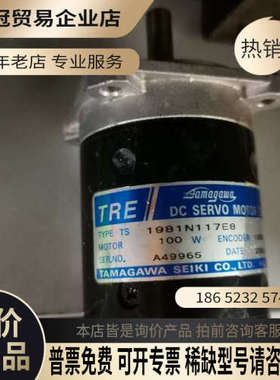 冠贸易企业店
年老店 专业服务
热销
Tamagawa
TRE
DC SERVO MOTOR
TYPE TS 1981N117E8
MOTOR 100 W ENCODER
SER.NO. A49965 DATE
TAMAGAWA SEIKI CO., LTD.
价
品
186 5232 574
本店皆是询价产品 拍前咨询客服
普票免费 可开专票 稀缺型号请咨